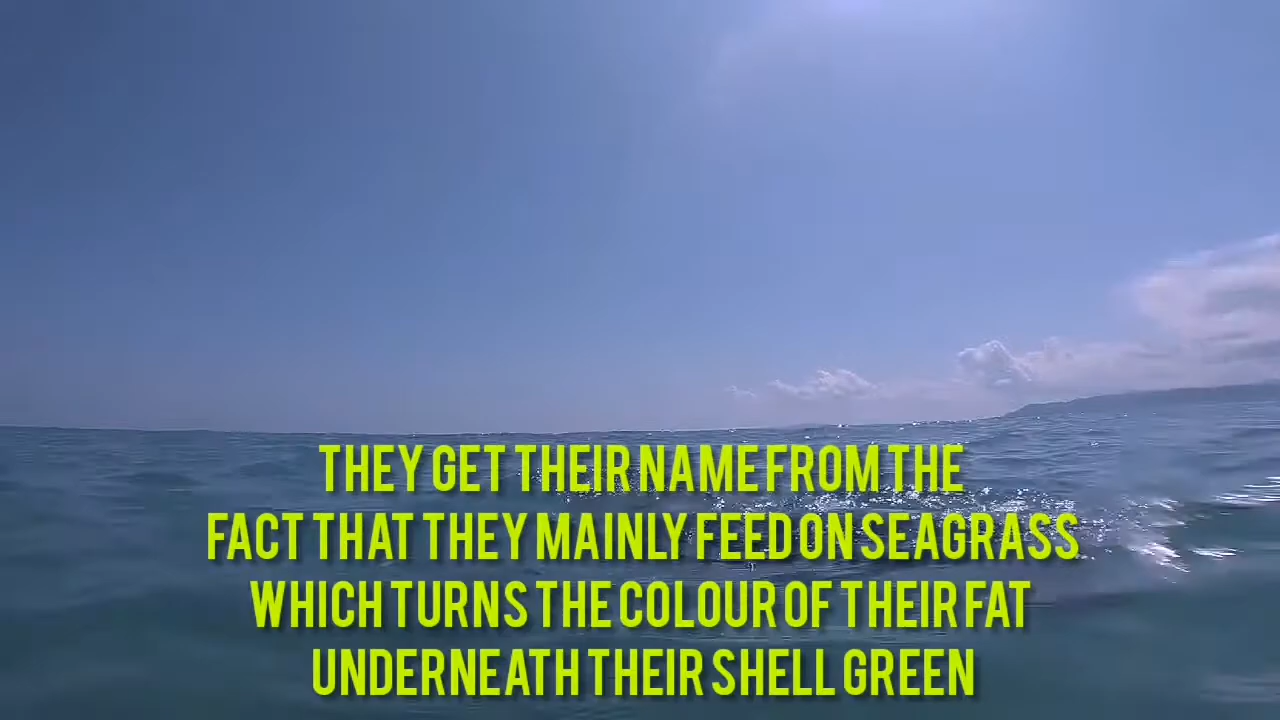 THEY GET THEIR NAME FROM THE
FACT THAT THEY MAINLY FEED ON SEAGRASS
WHICH TURNS THE COLOUR OF THEIR FAT
UNDERNEATH THEIR SHELL GREEN